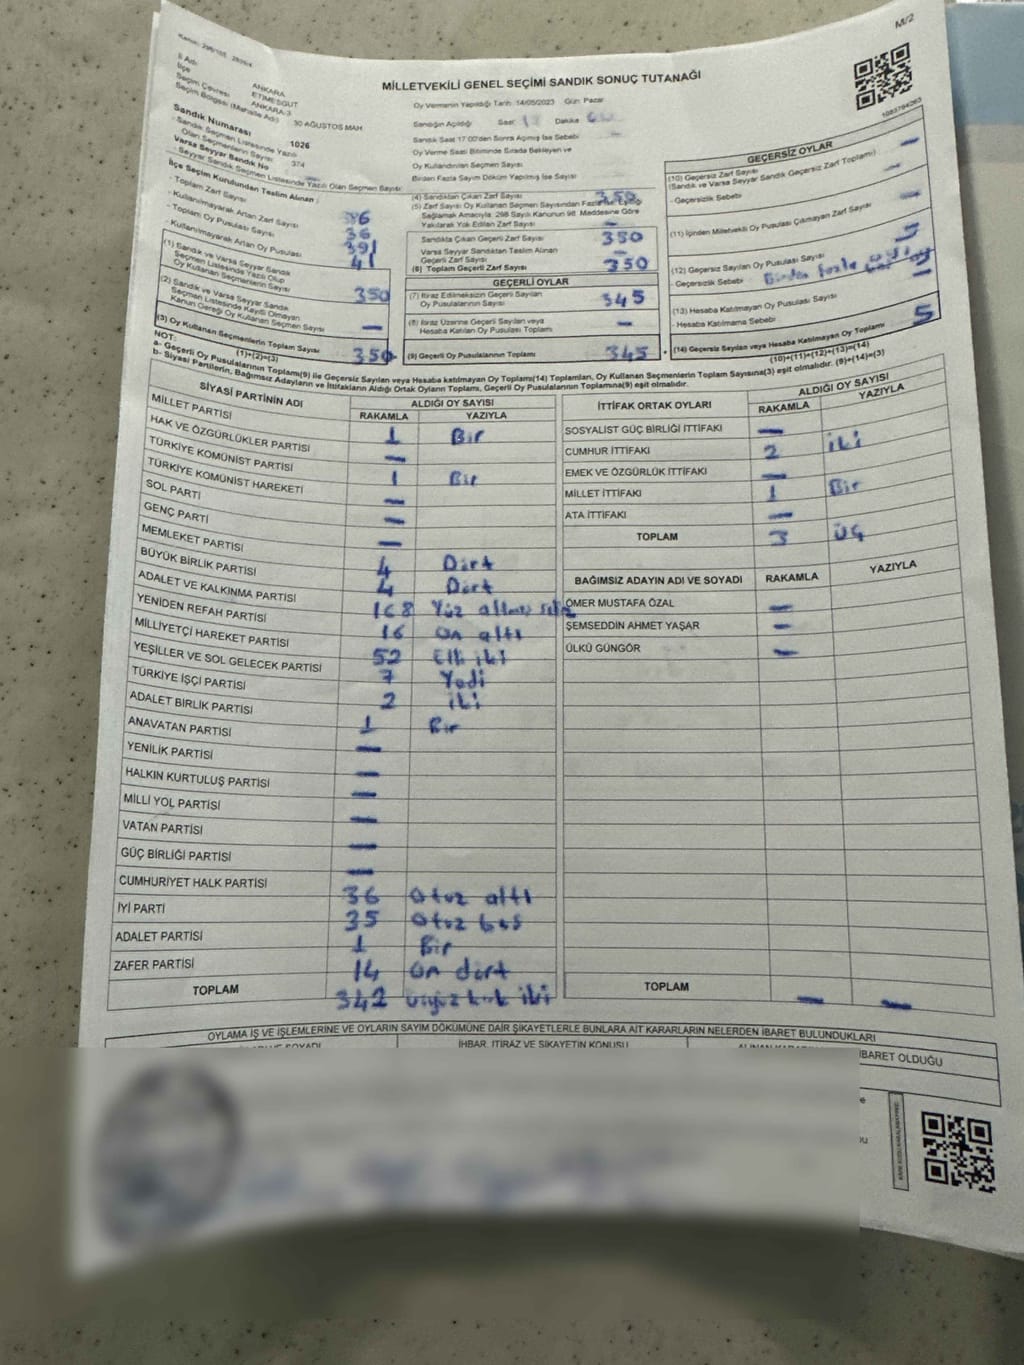 M/2
MİLLETVEKİLİ GENEL SEÇİMİ SANDIK SONUÇ TUTANAĞI
İl Adı ANKARA
İlçe ETİMESGUT
Seçim Çevresi ANKARA-3
Seçim Bölgesi (Mahalle Adı) 30 AĞUSTOS MAH
Sandık Numarası 1026
- Sandık Seçmen Listesinde Yazılı
Olan Seçmenlerin Sayısı 374
Varsa Seyyar Sandık No
- Seyyar Sandık Listesinde Yazılı Olan Seçmen Sayısı
İlçe Seçim Kurulundan Teslim Alınan :
- Toplam Zarf Sayısı
- Kullanılmayarak Artan Zarf Sayısı 36
- Toplam Oy Pusulası Sayısı 391
- Kullanılmayarak Artan Oy Pusulası 41
(1) Sandık ve Varsa Seyyar Sandık
Seçmen Listesinde Yazılı Olup
Oy Kullanan Seçmenlerin Sayısı 350
(2) Sandık ve Varsa Seyyar Sandık
Seçmen Listesinde Kayıtlı Olmayan
Kanun Gereği Oy Kullanan Seçmen Sayısı —
(3) Oy Kullanan Seçmenlerin Toplam Sayısı
(1)+(2)=(3) 350
Oy Vermenin Yapıldığı Tarih: 14/05/2023 Gün: Pazar
Sandığın Açıldığı Saat Dakika
Sandık Saat 17:00'den Sonra Açılmış İse Sebebi —
Oy Verme Saati Bitiminde Sırada Bekleyen ve
Oy Kullandırılan Seçmen Sayısı
Birden Fazla Sayım Döküm Yapılmış İse Sayısı
(4) Sandıktan Çıkan Zarf Sayısı 350
(5) Zarf Sayısı Oy Kullanan Seçmen Sayısından Fazla İse Eşitliği
Sağlamak Amacıyla, 298 Sayılı Kanunun 98. Maddesine Göre
Yakılarak Yok Edilen Zarf Sayısı —
Sandıkta Çıkan Geçerli Zarf Sayısı 350
Varsa Seyyar Sandıktan Teslim Alınan
Geçerli Zarf Sayısı —
(6) Toplam Geçerli Zarf Sayısı 350
GEÇERLİ OYLAR
(7) İtiraz Edilmeksizin Geçerli Sayılan
Oy Pusulalarının Sayısı 345
(8) İtiraz Üzerine Geçerli Sayılan veya
Hesaba Katılan Oy Pusulası Toplamı —
(9) Geçerli Oy Pusulalarının Toplamı 345
1083794063
GEÇERSİZ OYLAR
(10) Geçersiz Zarf Sayısı
(Sandık ve Varsa Seyyar Sandık Geçersiz Zarf Toplamı) —
- Geçersizlik Sebebi
(11) İçinden Milletvekili Oy Pusulası Çıkmayan Zarf Sayısı —
(12) Geçersiz Sayılan Oy Pusulası Sayısı 5
- Geçersizlik Sebebi Birden fazla
(13) Hesaba Katılmayan Oy Pusulası Sayısı —
- Hesaba Katılmama Sebebi
(14) Geçersiz Sayılan veya Hesaba Katılmayan Oy Toplamı 5
(10)+(11)+(12)+(13)=(14)
NOT:
a- Geçerli Oy Pusulalarının Toplamı(9) ile Geçersiz Sayılan veya Hesaba katılmayan Oy Toplamı(14) Toplamları, Oy Kullanan Seçmenlerin Toplam Sayısına(3) eşit olmalıdır. (9)+(14)=(3)
b- Siyasi Partilerin, Bağımsız Adayların ve İttifakların Aldığı Ortak Oyların Toplamı, Geçerli Oy Pusulalarının Toplamına(9) eşit olmalıdır.
SİYASİ PARTİNİN ADI ALDIĞI OY SAYISI
RAKAMLA YAZIYLA
MİLLET PARTİSİ 1 Bir
HAK VE ÖZGÜRLÜKLER PARTİSİ —
TÜRKİYE KOMÜNİST PARTİSİ 1 Bir
TÜRKİYE KOMÜNİST HAREKETİ —
SOL PARTİ —
GENÇ PARTİ —
MEMLEKET PARTİSİ 4 Dört
BÜYÜK BİRLİK PARTİSİ 4 Dört
ADALET VE KALKINMA PARTİSİ 168 Yüz altmış sekiz
YENİDEN REFAH PARTİSİ 16 On altı
MİLLİYETÇİ HAREKET PARTİSİ 52 Elli iki
YEŞİLLER VE SOL GELECEK PARTİSİ 7 Yedi
TÜRKİYE İŞÇİ PARTİSİ 2 iki
ADALET BİRLİK PARTİSİ 1 Bir
ANAVATAN PARTİSİ —
YENİLİK PARTİSİ —
HALKIN KURTULUŞ PARTİSİ —
MİLLİ YOL PARTİSİ —
VATAN PARTİSİ —
GÜÇ BİRLİĞİ PARTİSİ —
CUMHURİYET HALK PARTİSİ 36 Otuz altı
İYİ PARTİ 35 Otuz beş
ADALET PARTİSİ 1 Bir
ZAFER PARTİSİ 14 On dört
TOPLAM 342 üçyüz kırk iki
İTTİFAK ORTAK OYLARI ALDIĞI OY SAYISI
RAKAMLA YAZIYLA
SOSYALİST GÜÇ BİRLİĞİ İTTİFAKI —
CUMHUR İTTİFAKI 2 iki
EMEK VE ÖZGÜRLÜK İTTİFAKI —
MİLLET İTTİFAKI 1 Bir
ATA İTTİFAKI —
TOPLAM 3 üç
BAĞIMSIZ ADAYIN ADI VE SOYADI RAKAMLA YAZIYLA
ÖMER MUSTAFA ÖZAL —
ŞEMSEDDİN AHMET YAŞAR —
ÜLKÜ GÜNGÖR —
TOPLAM — —
OYLAMA İŞ VE İŞLEMLERİNE VE OYLARIN SAYIM DÖKÜMÜNE DAİR ŞİKAYETLERLE BUNLARA AİT KARARLARIN NELERDEN İBARET BULUNDUKLARI
İHBAR, İTİRAZ VE ŞİKAYETİN KONUSU
İBARET OLDUĞU